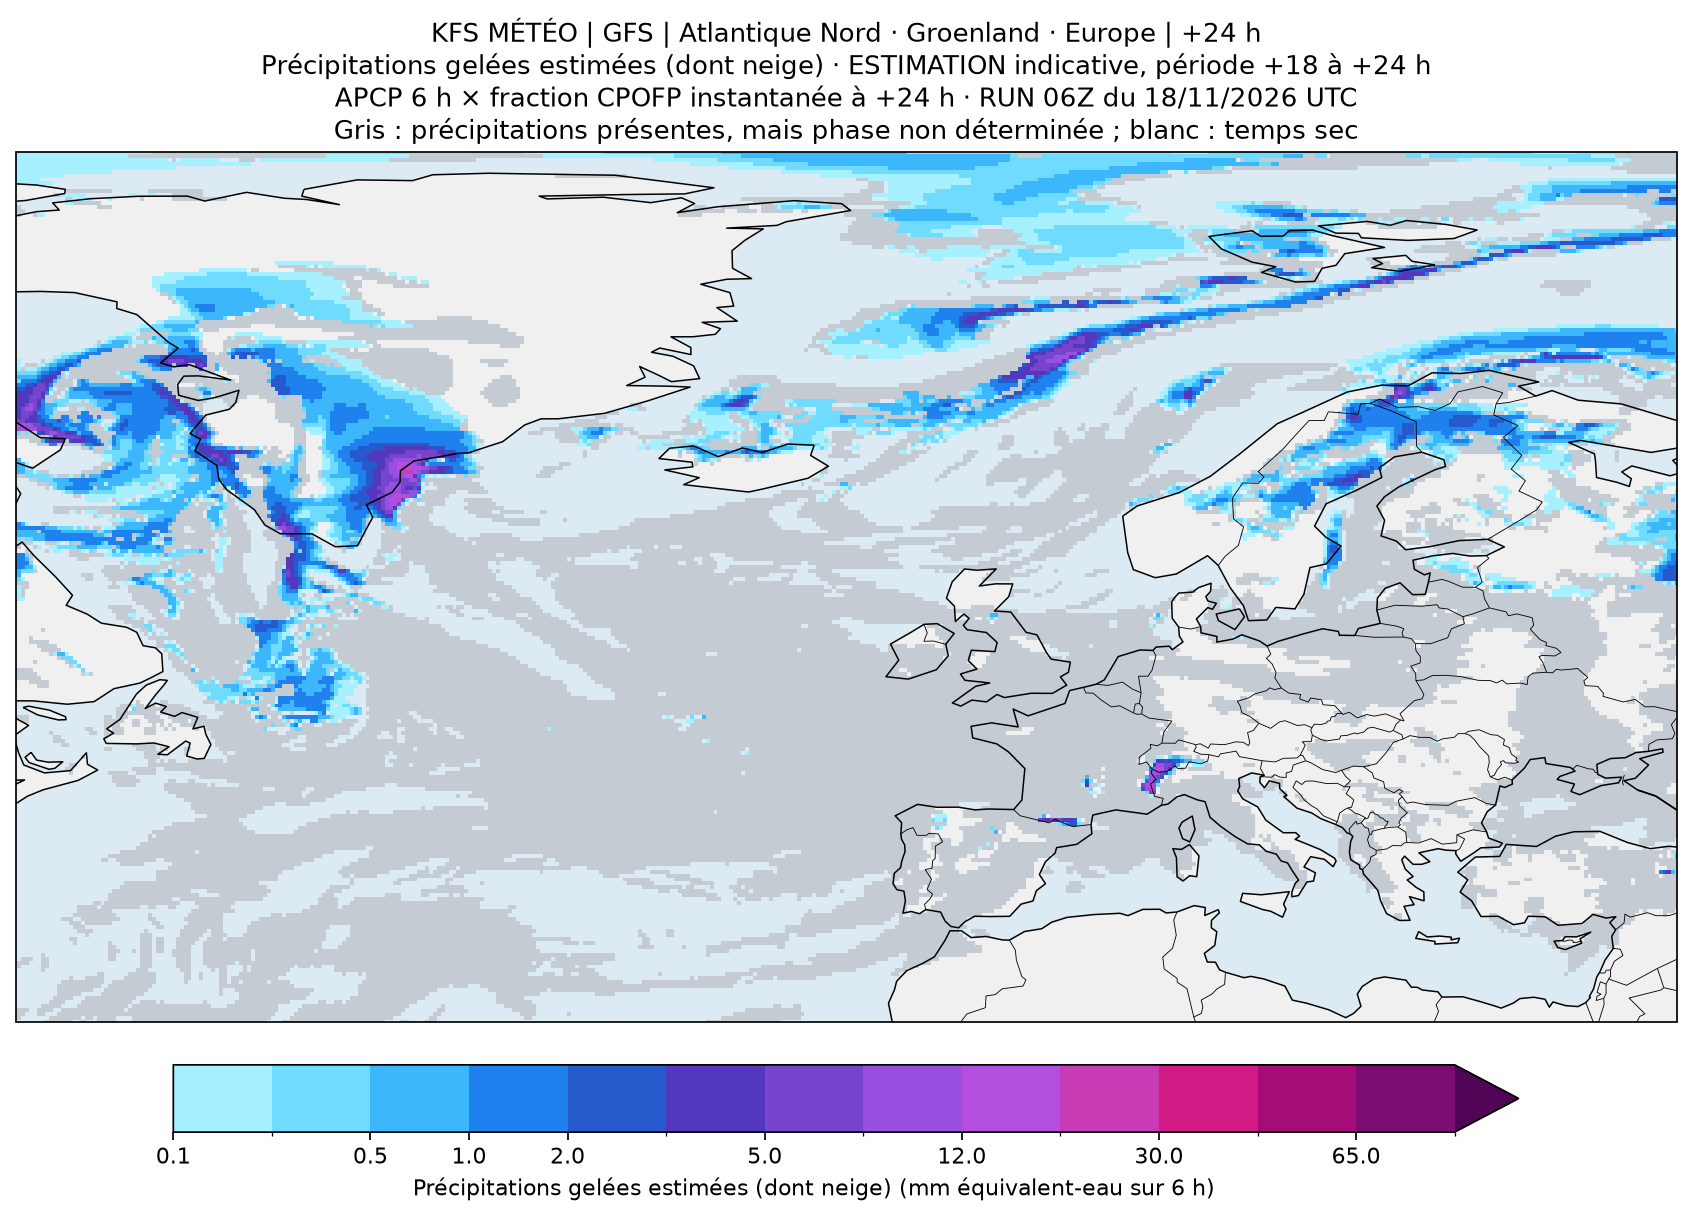 KFS MÉTÉO | GFS | Atlantique Nord · Groenland · Europe | +24 h
Précipitations gelées estimées (dont neige) · ESTIMATION indicative, période +18 à +24 h
APCP 6 h × fraction CPOFP instantanée à +24 h · RUN 06Z du 18/11/2026 UTC
Gris : précipitations présentes, mais phase non déterminée ; blanc : temps sec
0.1 0.5 1.0 2.0 5.0 12.0 30.0 65.0
Précipitations gelées estimées (dont neige) (mm équivalent-eau sur 6 h)